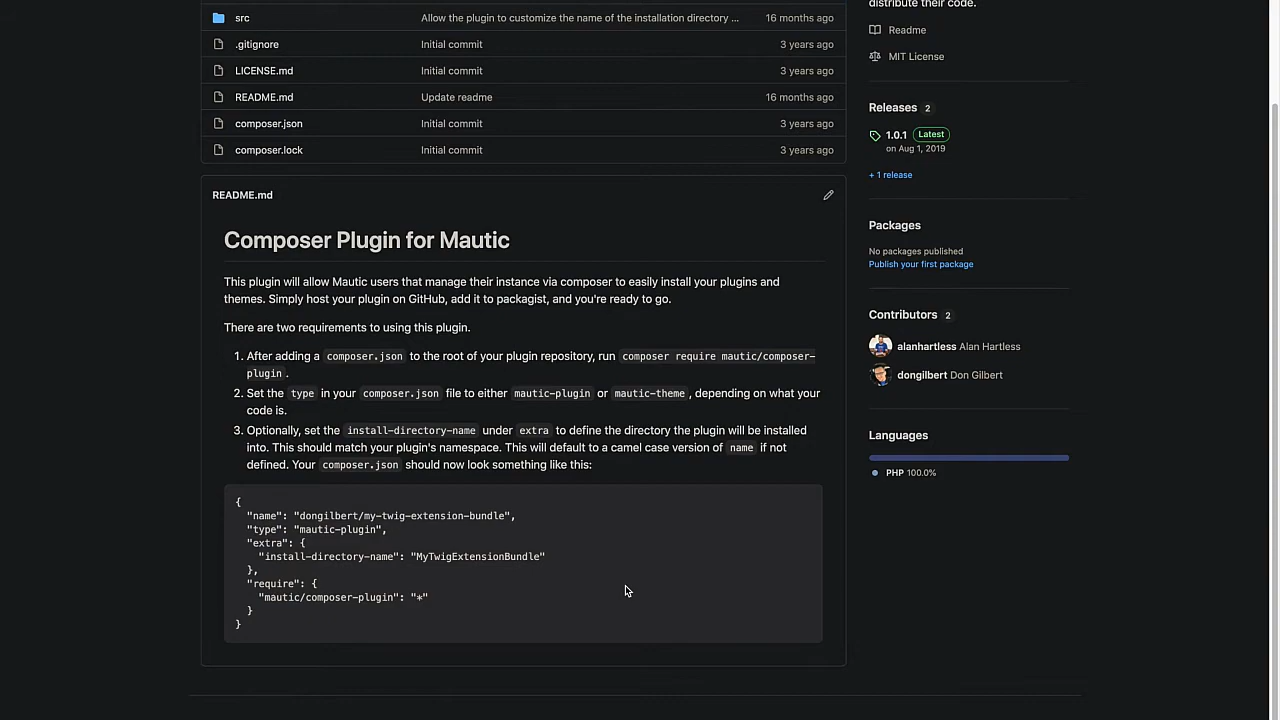 distribute their code.
src Allow the plugin to customize the name of the installation directory ... 16 months ago
Readme
.gitignore Initial commit 3 years ago
MIT License
LICENSE.md Initial commit 3 years ago
README.md Update readme 16 months ago
Releases 2
composer.json Initial commit 3 years ago
1.0.1 Latest
on Aug 1, 2019
composer.lock Initial commit 3 years ago
+ 1 release
README.md
Packages
No packages published
Publish your first package
Composer Plugin for Mautic
This plugin will allow Mautic users that manage their instance via composer to easily install your plugins and
themes. Simply host your plugin on GitHub, add it to packagist, and you're ready to go.
There are two requirements to using this plugin.
1. After adding a composer.json to the root of your plugin repository, run composer require mautic/composer-
plugin .
2. Set the type in your composer.json file to either mautic-plugin or mautic-theme , depending on what your
code is.
3. Optionally, set the install-directory-name under extra to define the directory the plugin will be installed
into. This should match your plugin's namespace. This will default to a camel case version of name if not
defined. Your composer.json should now look something like this:
{
"name": "dongilbert/my-twig-extension-bundle",
"type": "mautic-plugin",
"extra": {
"install-directory-name": "MyTwigExtensionBundle"
},
"require": {
"mautic/composer-plugin": "*"
}
}
Contributors 2
alanhartless Alan Hartless
dongilbert Don Gilbert
Languages
PHP 100.0%